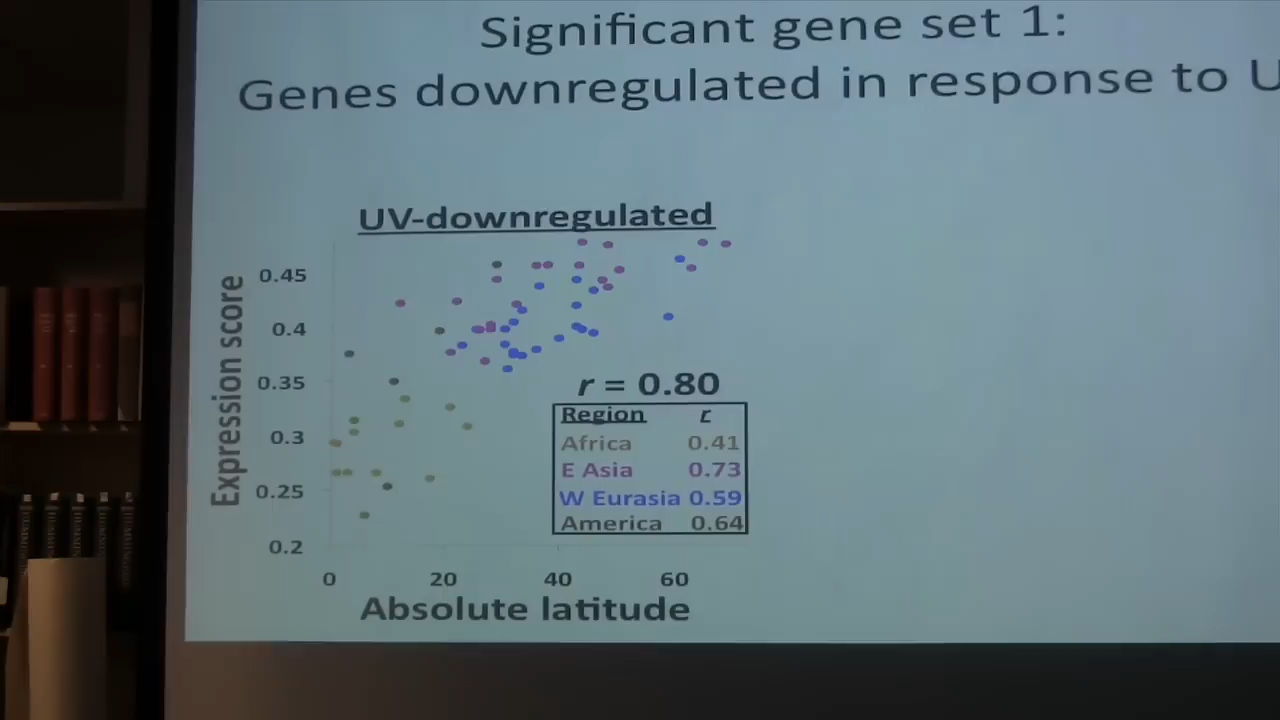 Significant gene set 1:
Genes downregulated in response to U
UV-downregulated
Expression score
0.45
0.4
0.35
0.3
0.25
0.2
0
20
40
60
Absolute latitude
r = 0.80
Region r
Africa 0.41
E Asia 0.73
W Eurasia 0.59
America 0.64